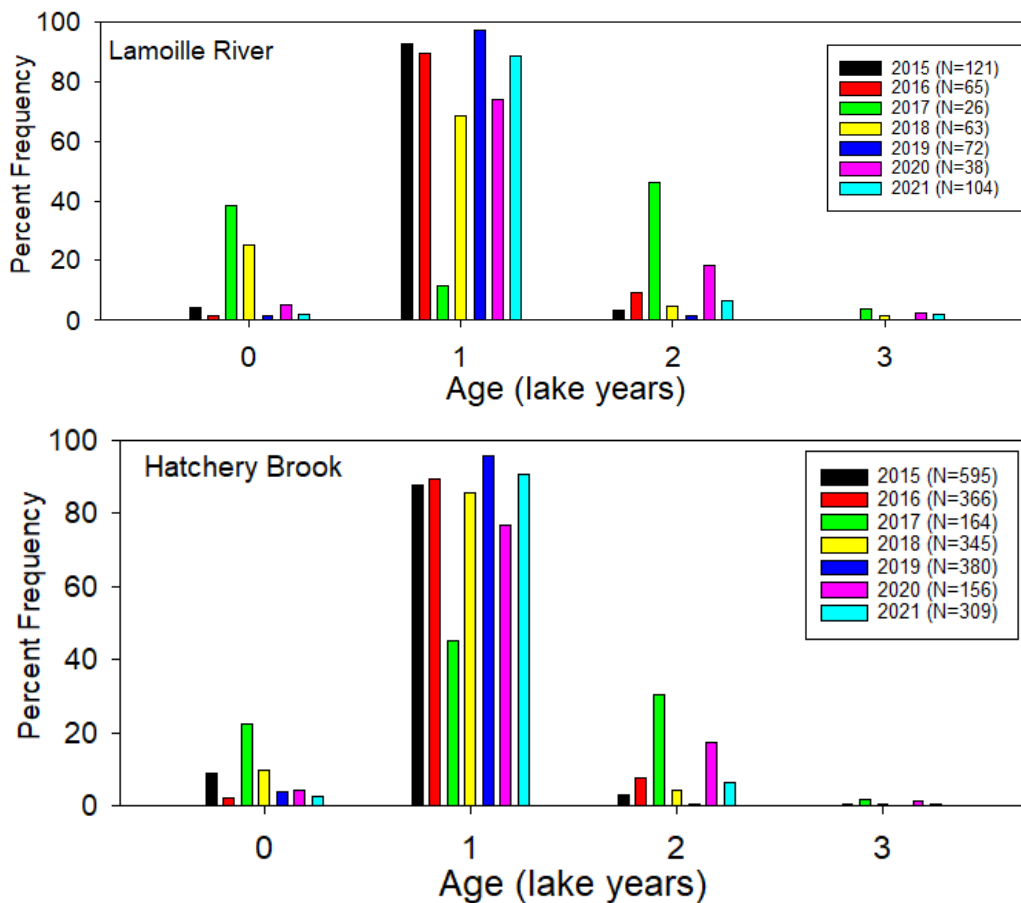 Lamoille River
Percent Frequency
100
80
60
40
20
0
2015 (N=121)
2016 (N=65)
2017 (N=26)
2018 (N=63)
2019 (N=72)
2020 (N=38)
2021 (N=104)
0 1 2 3
Age (lake years)
Hatchery Brook
Percent Frequency
100
80
60
40
20
0
2015 (N=595)
2016 (N=366)
2017 (N=164)
2018 (N=345)
2019 (N=380)
2020 (N=156)
2021 (N=309)
0 1 2 3
Age (lake years)